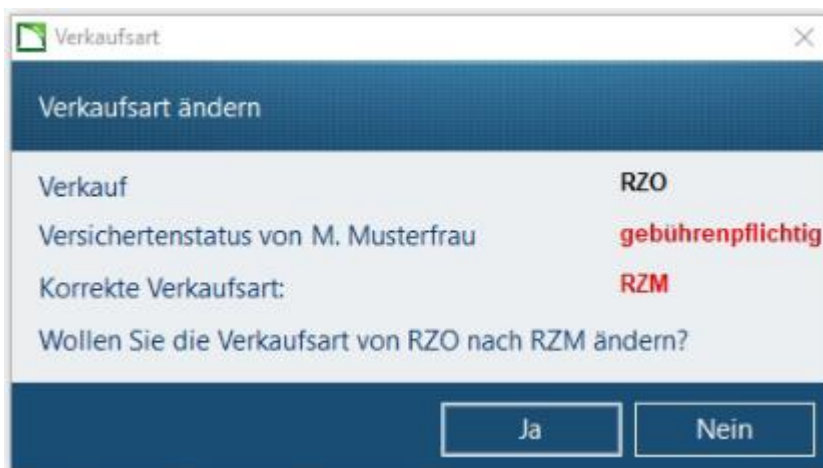 Verkaufsart
Verkaufsart ändern
Verkauf RZO
Versichertenstatus von M. Musterfrau gebührenpflichtig
Korrekte Verkaufsart: RZM
Wollen Sie die Verkaufsart von RZO nach RZM ändern?
Ja Nein